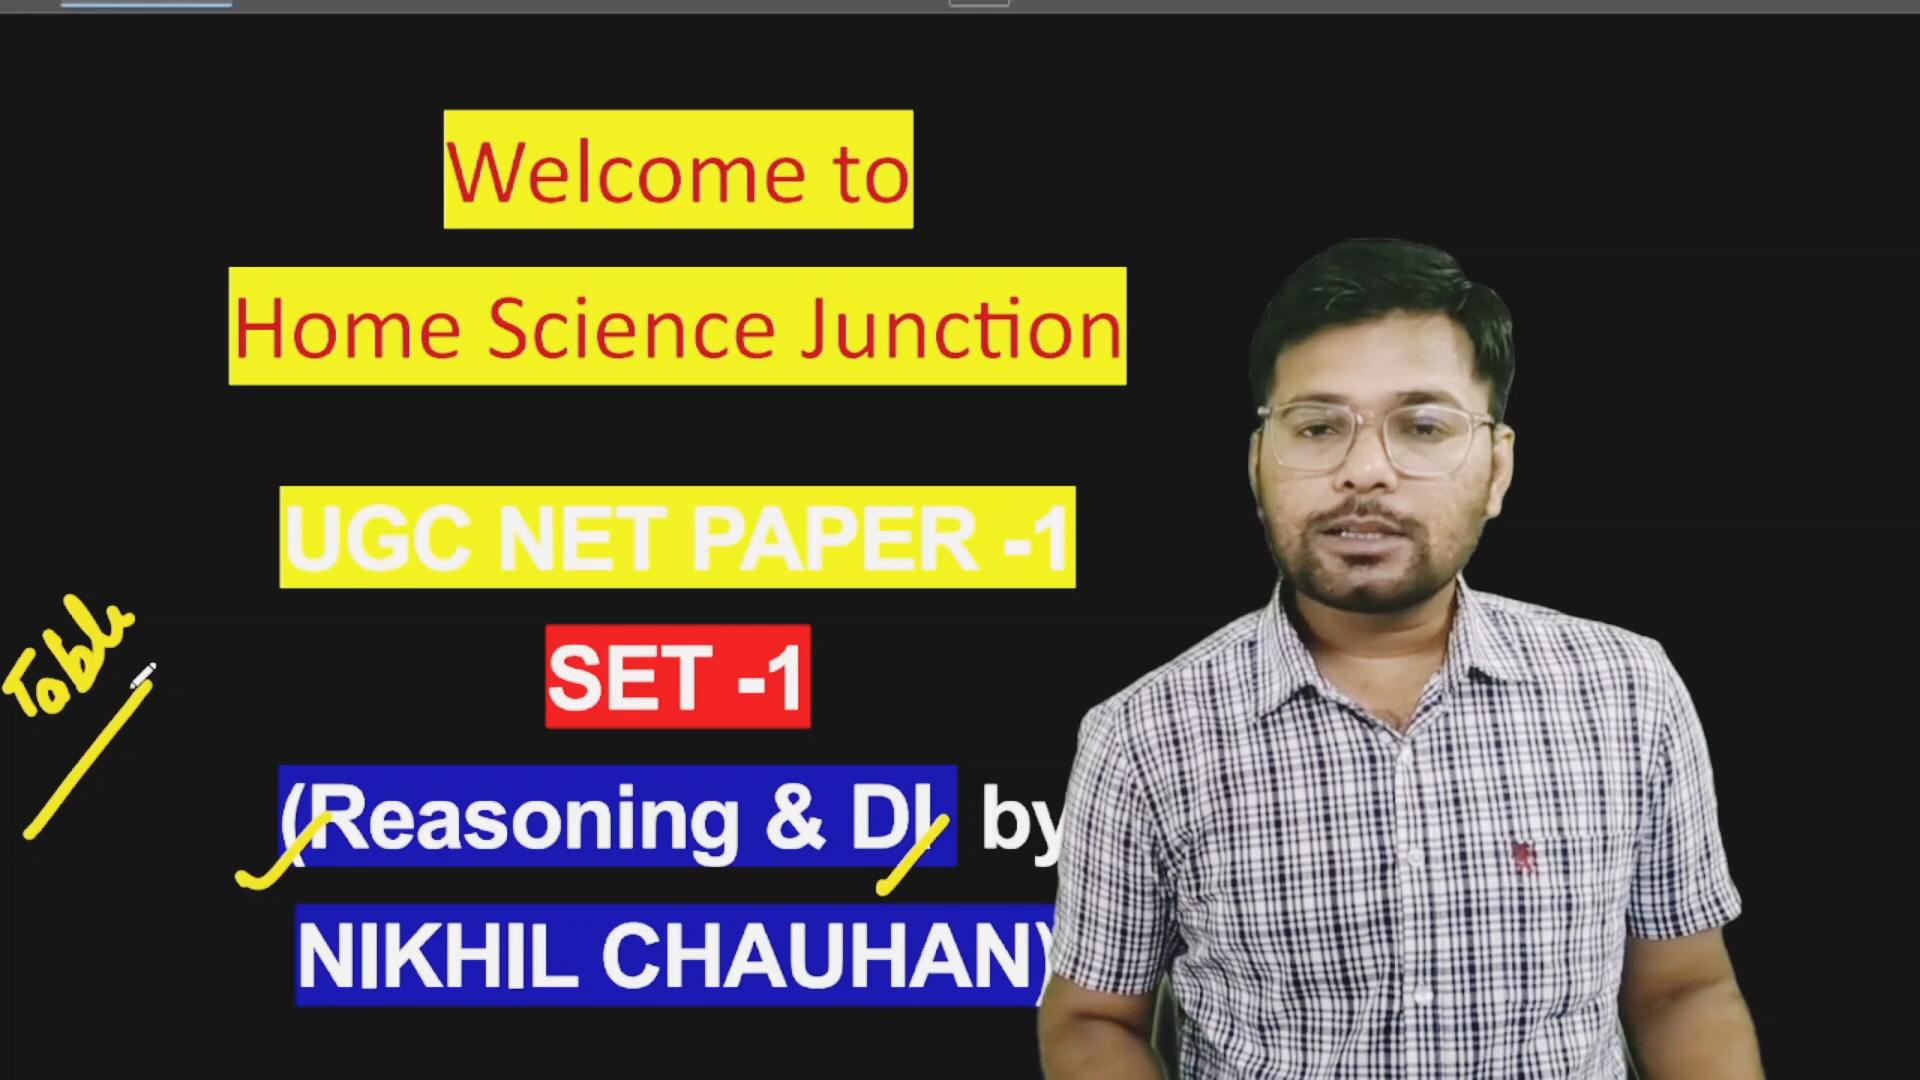 Welcome to
Home Science Junction
UGC NET PAPER -1
SET -1
Table
(Reasoning & DI by
NIKHIL CHAUHAN)